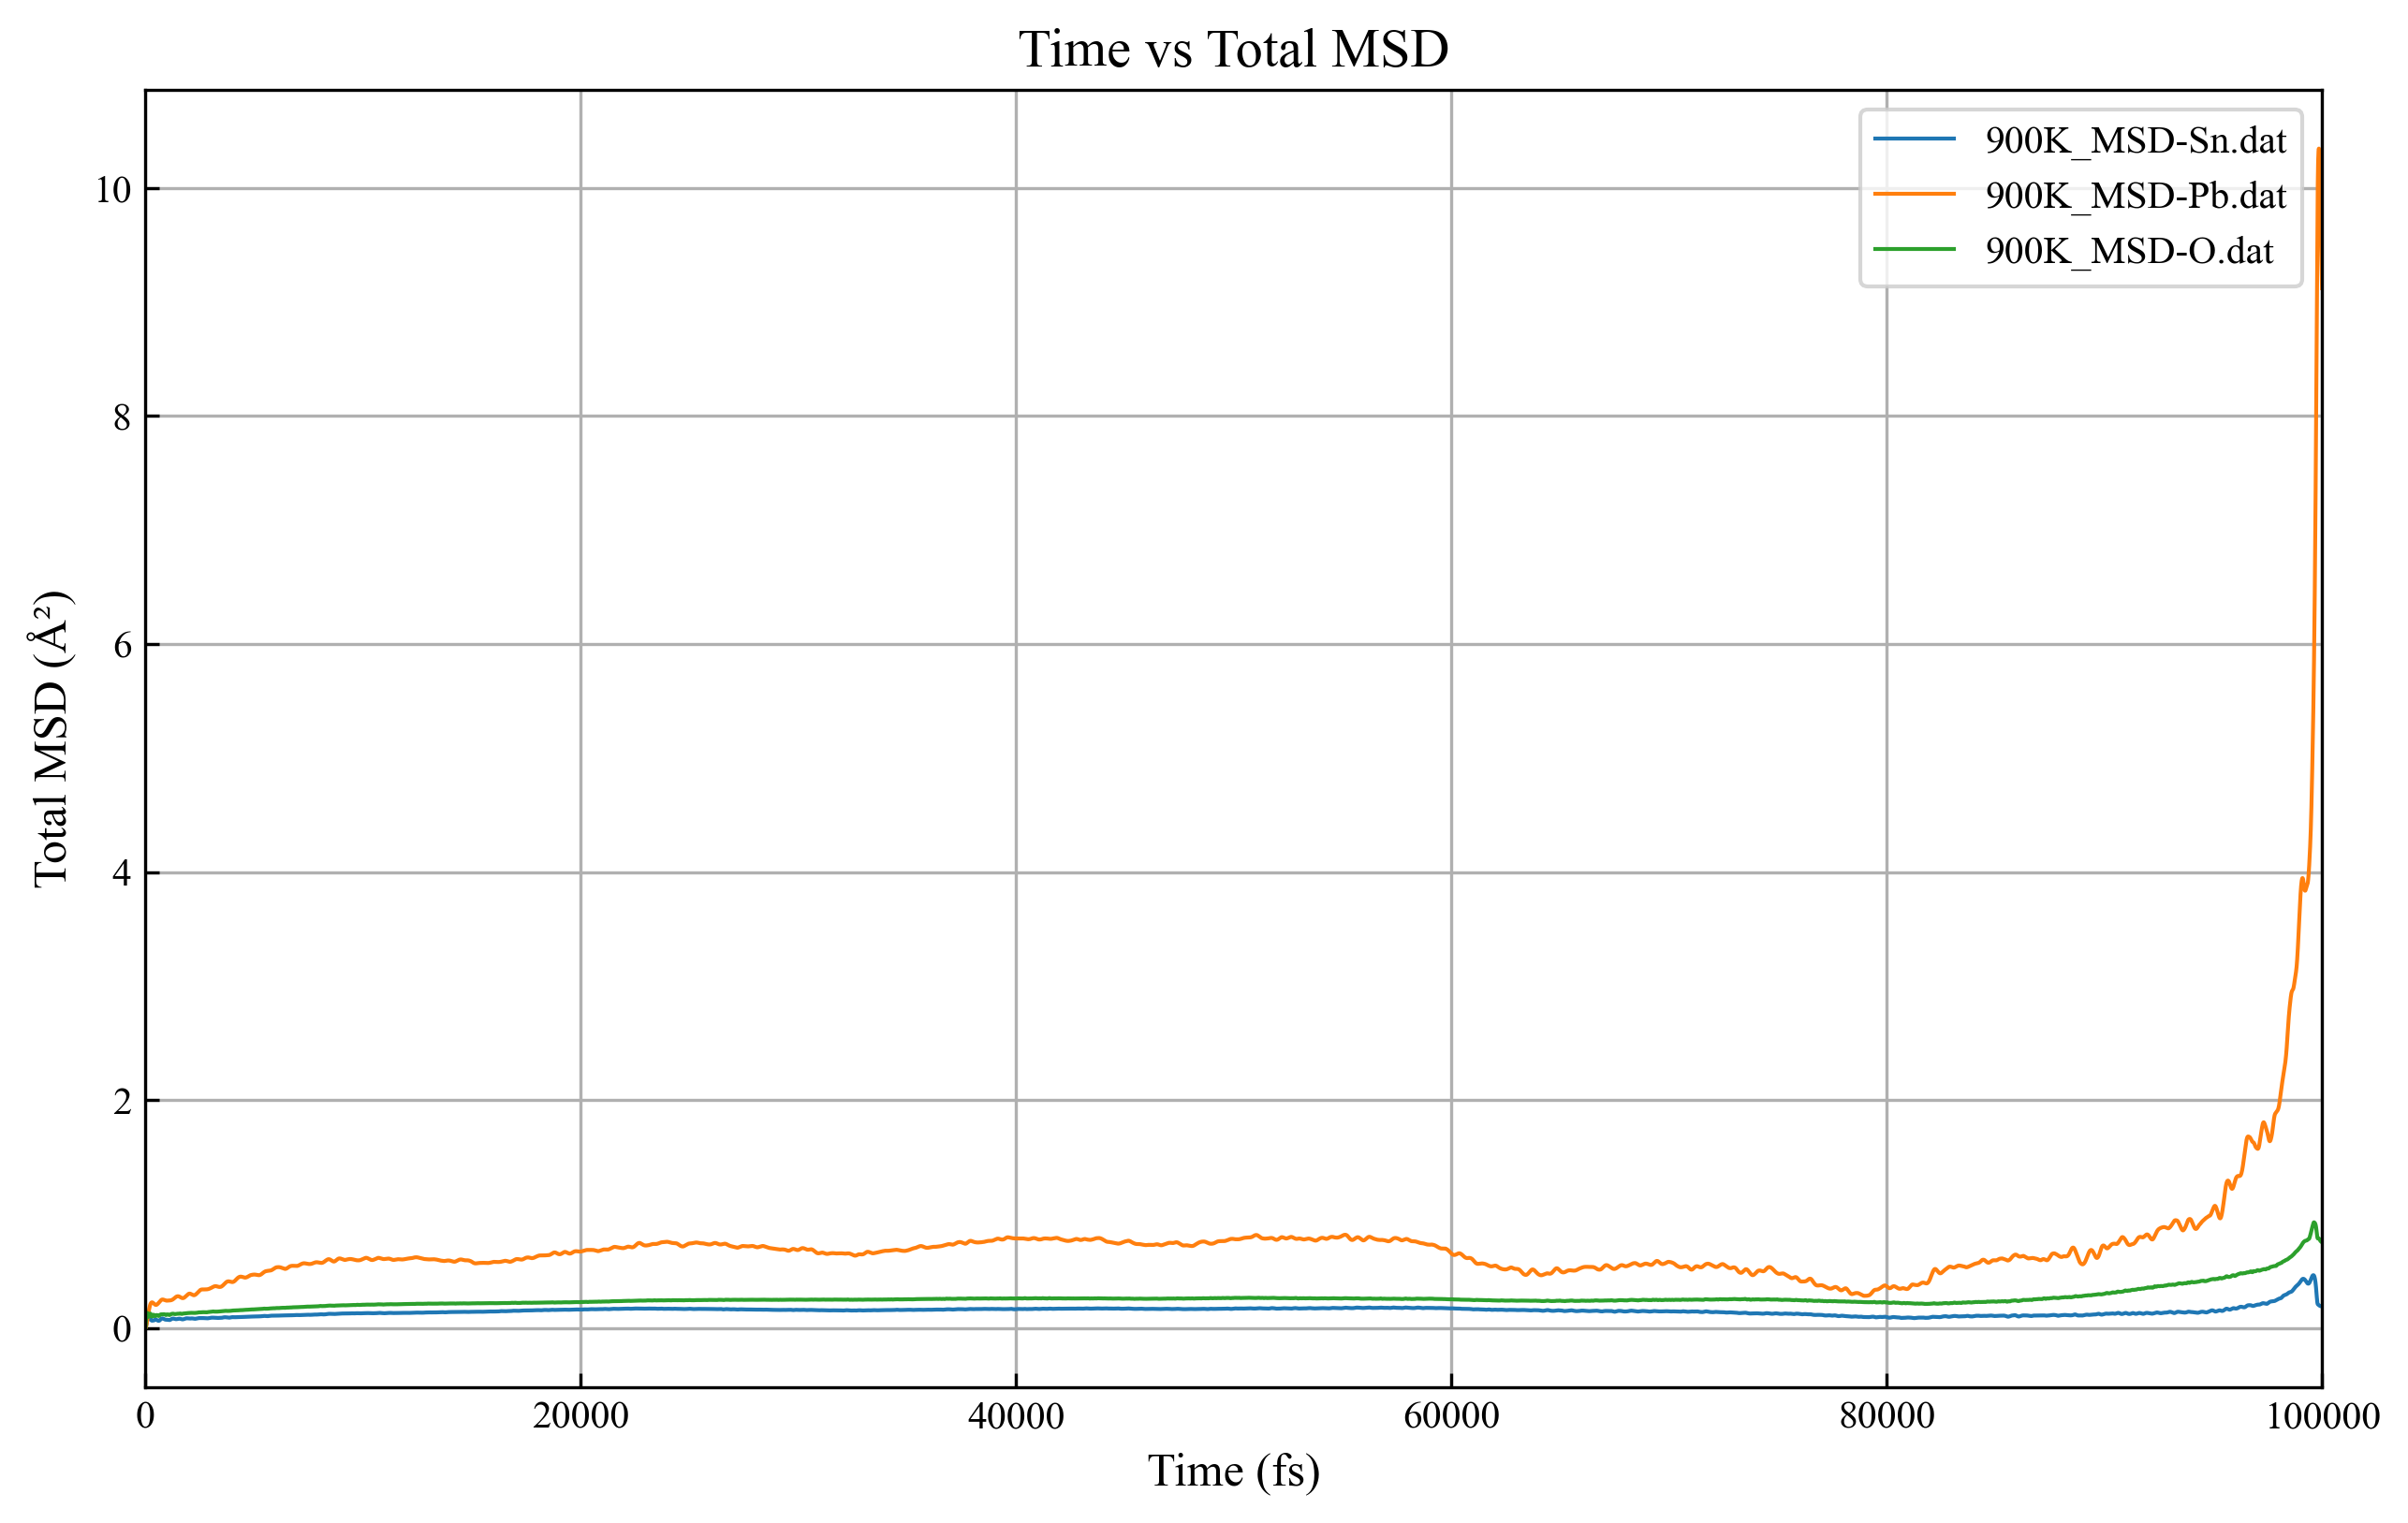 Time vs Total MSD
900K_MSD-Sn.dat
900K_MSD-Pb.dat
900K_MSD-O.dat
Total MSD (Å²)
10
8
6
4
2
0
0 20000 40000 60000 80000 100000
Time (fs)